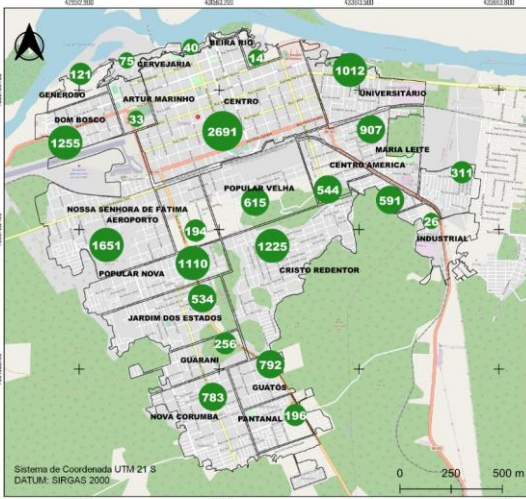 40
BEIRA RIO
75
CERVEJARIA
14
121
1012
GENEROSO
ARTUR MARINHO
CENTRO
UNIVERSITÁRIO
DOM BOSCO
33
1255
2691
907
MARIA LEITE
CENTRO AMERICA
311
POPULAR VELHA
544
615
591
NOSSA SENHORA DE FÁTIMA
AEROPORTO
194
26
1651
1225
INDUSTRIAL
1110
POPULAR NOVA
CRISTO REDENTOR
534
JARDIM DOS ESTADOS
256
GUARANI
792
GUATÓS
783
NOVA CORUMBA
PANTANAL
196
Sistema de Coordenada UTM 21 S
DATUM: SIRGAS 2000
0 250 500 m